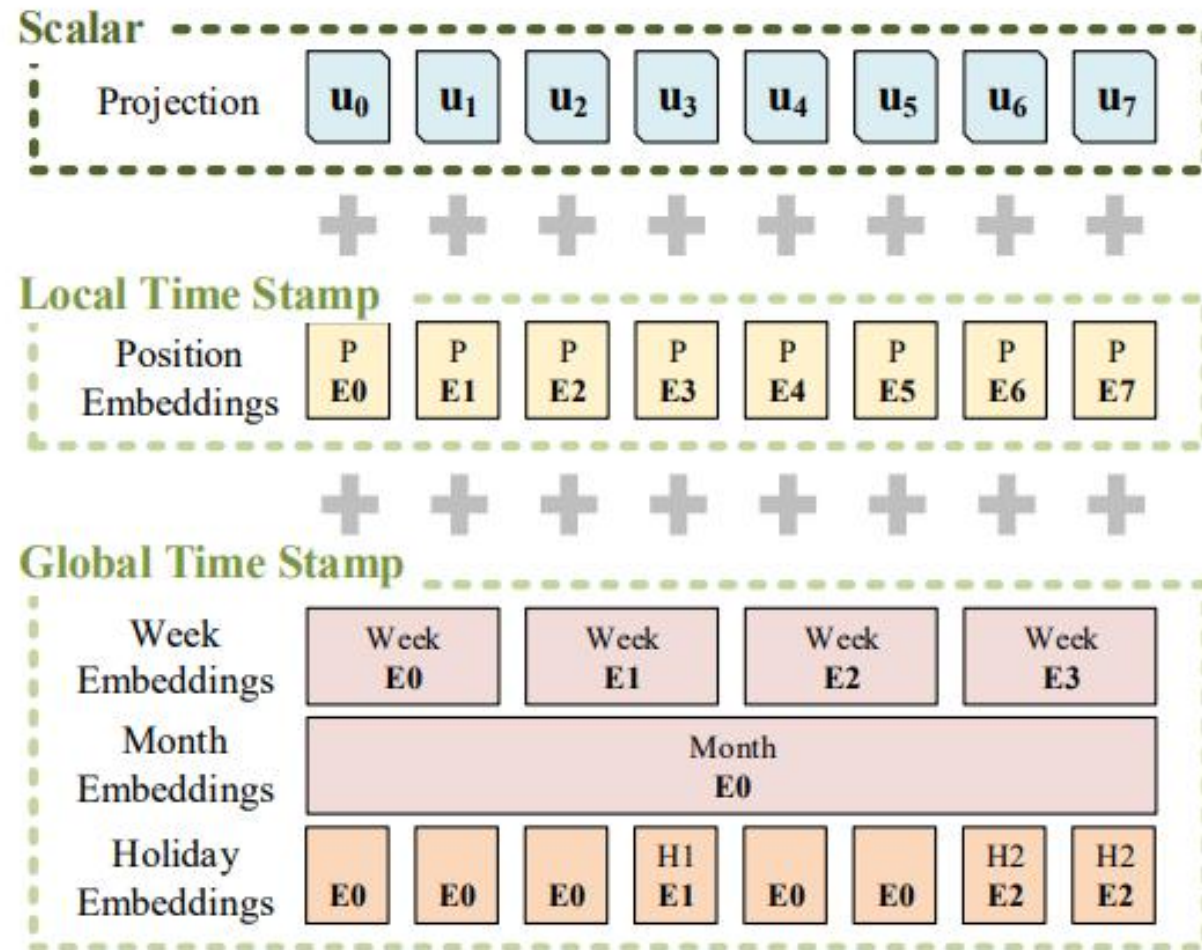 Scalar
Projection u₀ u₁ u₂ u₃ u₄ u₅ u₆ u₇
Local Time Stamp
Position P P P P P P P P
Embeddings E0 E1 E2 E3 E4 E5 E6 E7
Global Time Stamp
Week Week Week Week Week
Embeddings E0 E1 E2 E3
Month Month
Embeddings E0
Holiday H1 H2 H2
Embeddings E0 E0 E0 E1 E0 E0 E2 E2